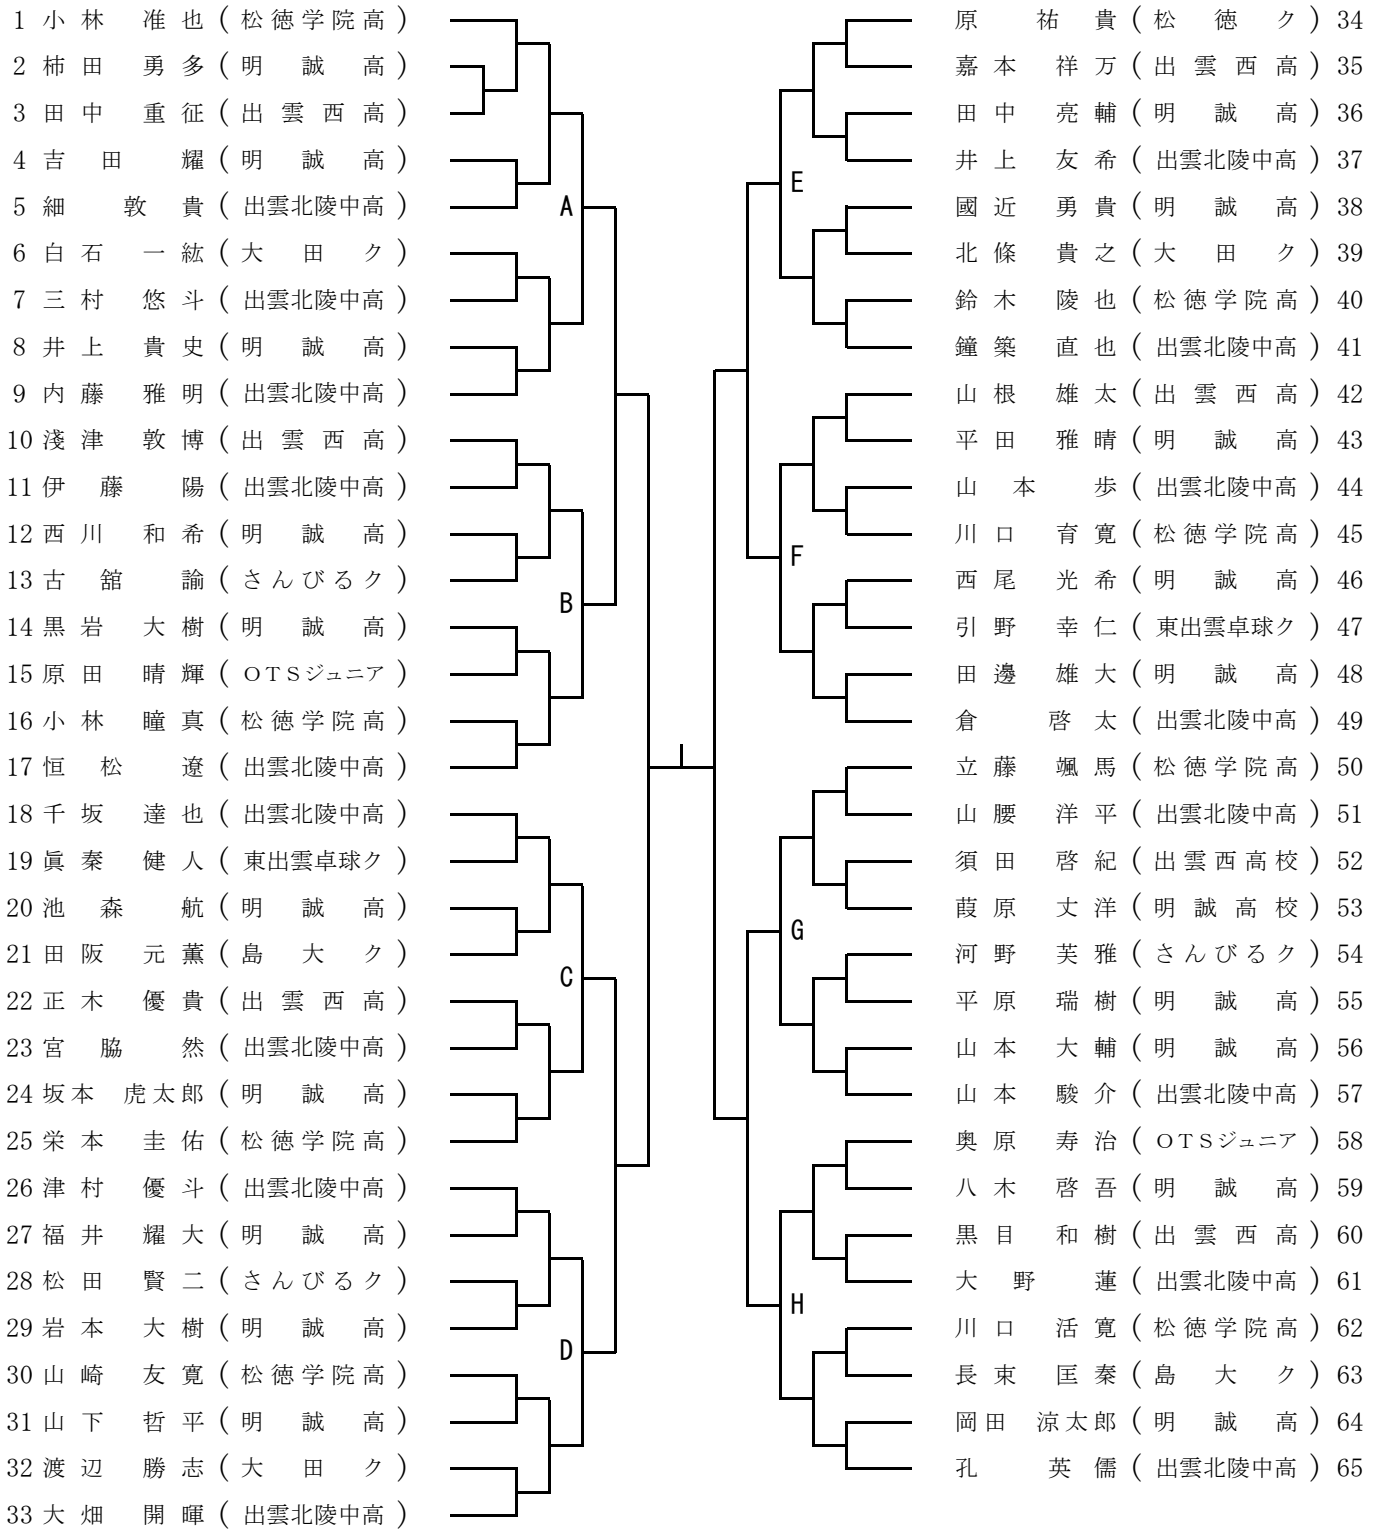 1 小林 准也 (松徳学院高)
2 柿田 勇多 (明誠高)
3 田中 重征 (出雲西高)
4 吉田 耀 (明誠高)
5 細 敦貴 (出雲北陵中高)
6 白石 一紘 (大田ク)
7 三村 悠斗 (出雲北陵中高)
8 井上 貴史 (明誠高)
9 内藤 雅明 (出雲北陵中高)
10 淺津 敦博 (出雲西高)
11 伊藤 陽 (出雲北陵中高)
12 西川 和希 (明誠高)
13 古舘 諭 (さんびるク)
14 黒岩 大樹 (明誠高)
15 原田 晴輝 (OTSジュニア)
16 小林 瞳真 (松徳学院高)
17 恒松 遼 (出雲北陵中高)
18 千坂 達也 (出雲北陵中高)
19 眞秦 健人 (東出雲卓球ク)
20 池森 航 (明誠高)
21 田阪 元薫 (島大ク)
22 正木 優貴 (出雲西高)
23 宮脇 然 (出雲北陵中高)
24 坂本 虎太郎 (明誠高)
25 栄本 圭佑 (松徳学院高)
26 津村 優斗 (出雲北陵中高)
27 福井 耀大 (明誠高)
28 松田 賢二 (さんびるク)
29 岩本 大樹 (明誠高)
30 山崎 友寛 (松徳学院高)
31 山下 哲平 (明誠高)
32 渡辺 勝志 (大田ク)
33 大畑 開暉 (出雲北陵中高)
A
B
C
D
E
F
G
H
原 祐貴 (松徳ク) 34
嘉本 祥万 (出雲西高) 35
田中 亮輔 (明誠高) 36
井上 友希 (出雲北陵中高) 37
國近 勇貴 (明誠高) 38
北條 貴之 (大田ク) 39
鈴木 陵也 (松徳学院高) 40
鐘築 直也 (出雲北陵中高) 41
山根 雄太 (出雲西高) 42
平田 雅晴 (明誠高) 43
山本 歩 (出雲北陵中高) 44
川口 育寛 (松徳学院高) 45
西尾 光希 (明誠高) 46
引野 幸仁 (東出雲卓球ク) 47
田邊 雄大 (明誠高) 48
倉 啓太 (出雲北陵中高) 49
立藤 颯馬 (松徳学院高) 50
山腰 洋平 (出雲北陵中高) 51
須田 啓紀 (出雲西高校) 52
葭原 丈洋 (明誠高校) 53
河野 芙雅 (さんびるク) 54
平原 瑞樹 (明誠高) 55
山本 大輔 (明誠高) 56
山本 駿介 (出雲北陵中高) 57
奥原 寿治 (OTSジュニア) 58
八木 啓吾 (明誠高) 59
黒目 和樹 (出雲西高) 60
大野 蓮 (出雲北陵中高) 61
川口 活寛 (松徳学院高) 62
長束 匡秦 (島大ク) 63
岡田 涼太郎 (明誠高) 64
孔 英儒 (出雲北陵中高) 65